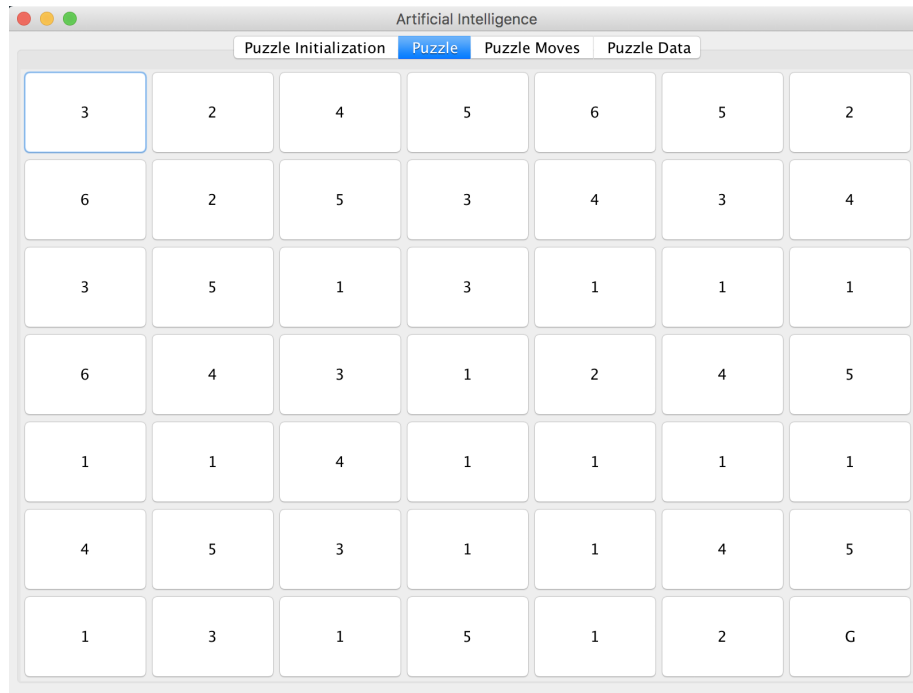 Artificial Intelligence
Puzzle Initialization Puzzle Puzzle Moves Puzzle Data
3 2 4 5 6 5 2
6 2 5 3 4 3 4
3 5 1 3 1 1 1
6 4 3 1 2 4 5
1 1 4 1 1 1 1
4 5 3 1 1 4 5
1 3 1 5 1 2 G